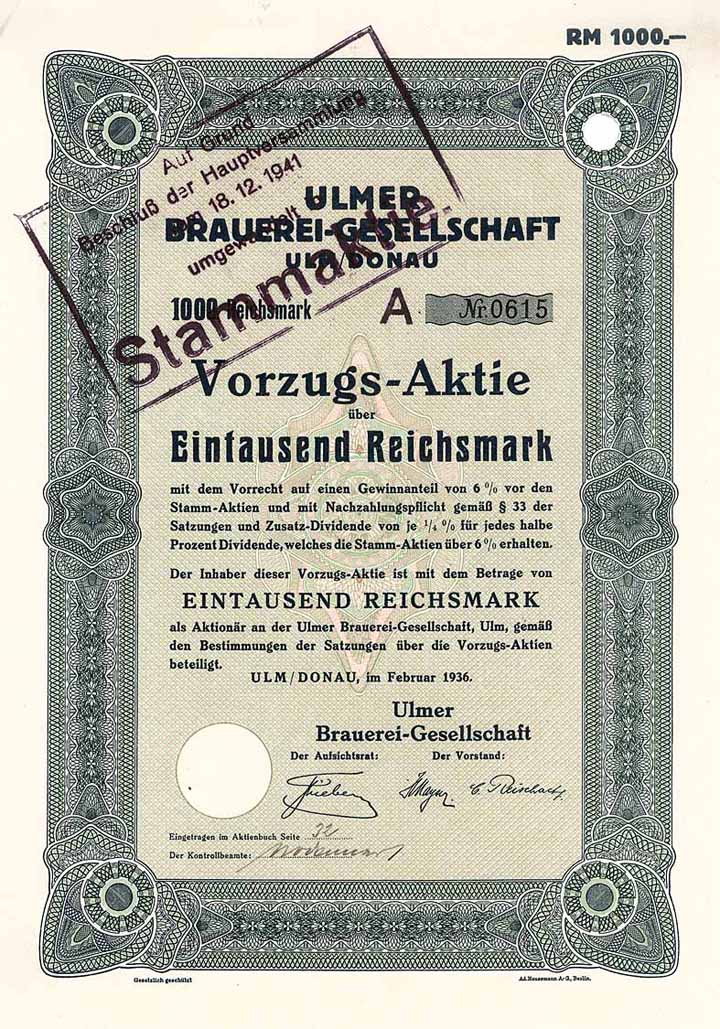 RM 1000.—
Auf Grund
Beschluß der Hauptversammlung
vom 18. 12. 1941
umgewandelt
Stammaktie.
ULMER
BRAUEREI-GESELLSCHAFT
ULM/DONAU
1000 Reichsmark A Nr. 0615
Vorzugs-Aktie
über
Eintausend Reichsmark
mit dem Vorrecht auf einen Gewinnanteil von 6% vor den
Stamm-Aktien und mit Nachzahlungspflicht gemäß § 33 der
Satzungen und Zusatz-Dividende von je 1/4 % für jedes halbe
Prozent Dividende, welches die Stamm-Aktien über 6% erhalten.
Der Inhaber dieser Vorzugs-Aktie ist mit dem Betrage von
EINTAUSEND REICHSMARK
als Aktionär an der Ulmer Brauerei-Gesellschaft, Ulm, gemäß
den Bestimmungen der Satzungen über die Vorzugs-Aktien
beteiligt.
ULM/DONAU, im Februar 1936.
Ulmer
Brauerei-Gesellschaft
Der Aufsichtsrat: Der Vorstand:
Eingetragen im Aktienbuch Seite 32
Der Kontrollbeamte:
Gesetzlich geschützt
Ad. Heusermann A.-G., Berlin.